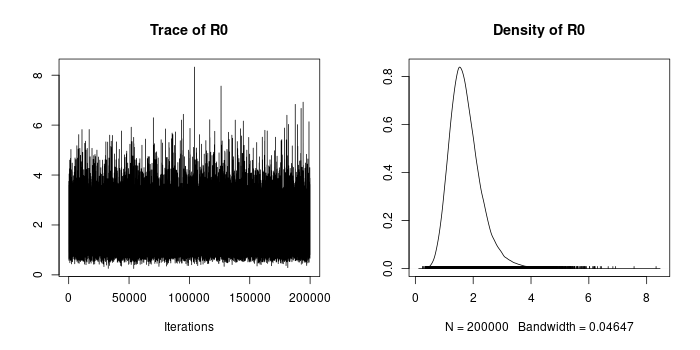 Trace of R0
8
6
4
2
0
0 50000 100000 150000 200000
Iterations
Density of R0
0.8
0.6
0.4
0.2
0.0
0 2 4 6 8
N = 200000 Bandwidth = 0.04647